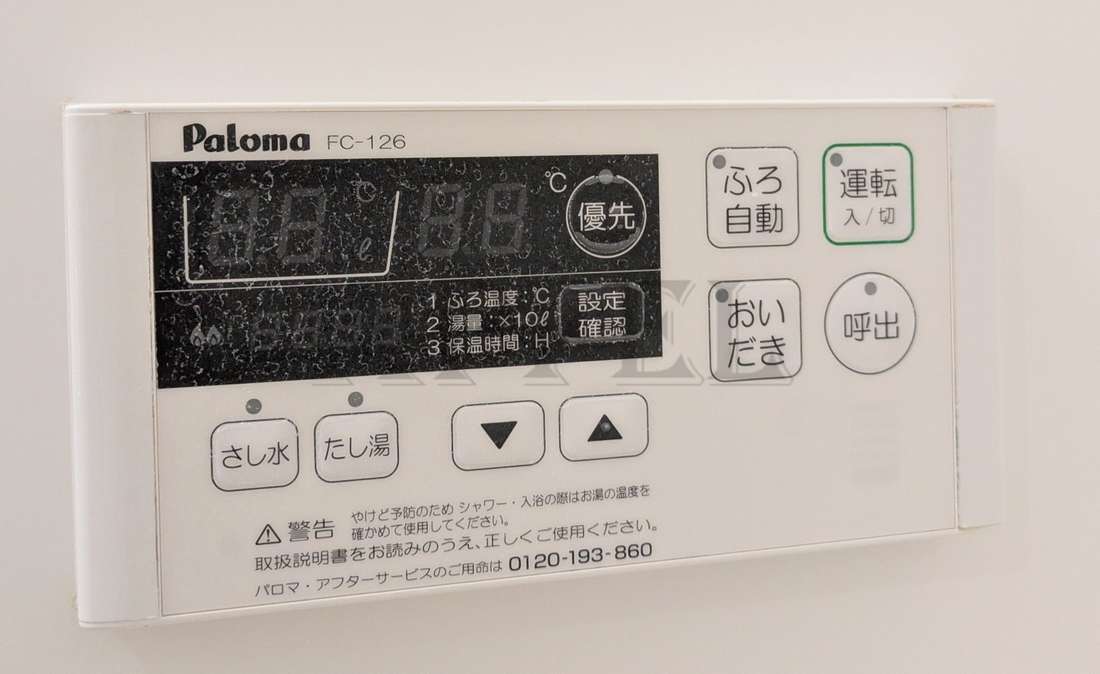 Paloma FC-126
℃
℃
ℓ
優先
1 ふろ温度:℃
2 湯量:×10ℓ
3 保温時間:H
設定
確認
ふろ
自動
運転
入/切
おい
だき
呼出
さし水
たし湯
▼
▲
⚠警告
やけど予防のため シャワー・入浴の際はお湯の温度を
確かめて使用してください。
取扱説明書をお読みのうえ、正しくご使用ください。
パロマ・アフターサービスのご用命は 0120-193-860